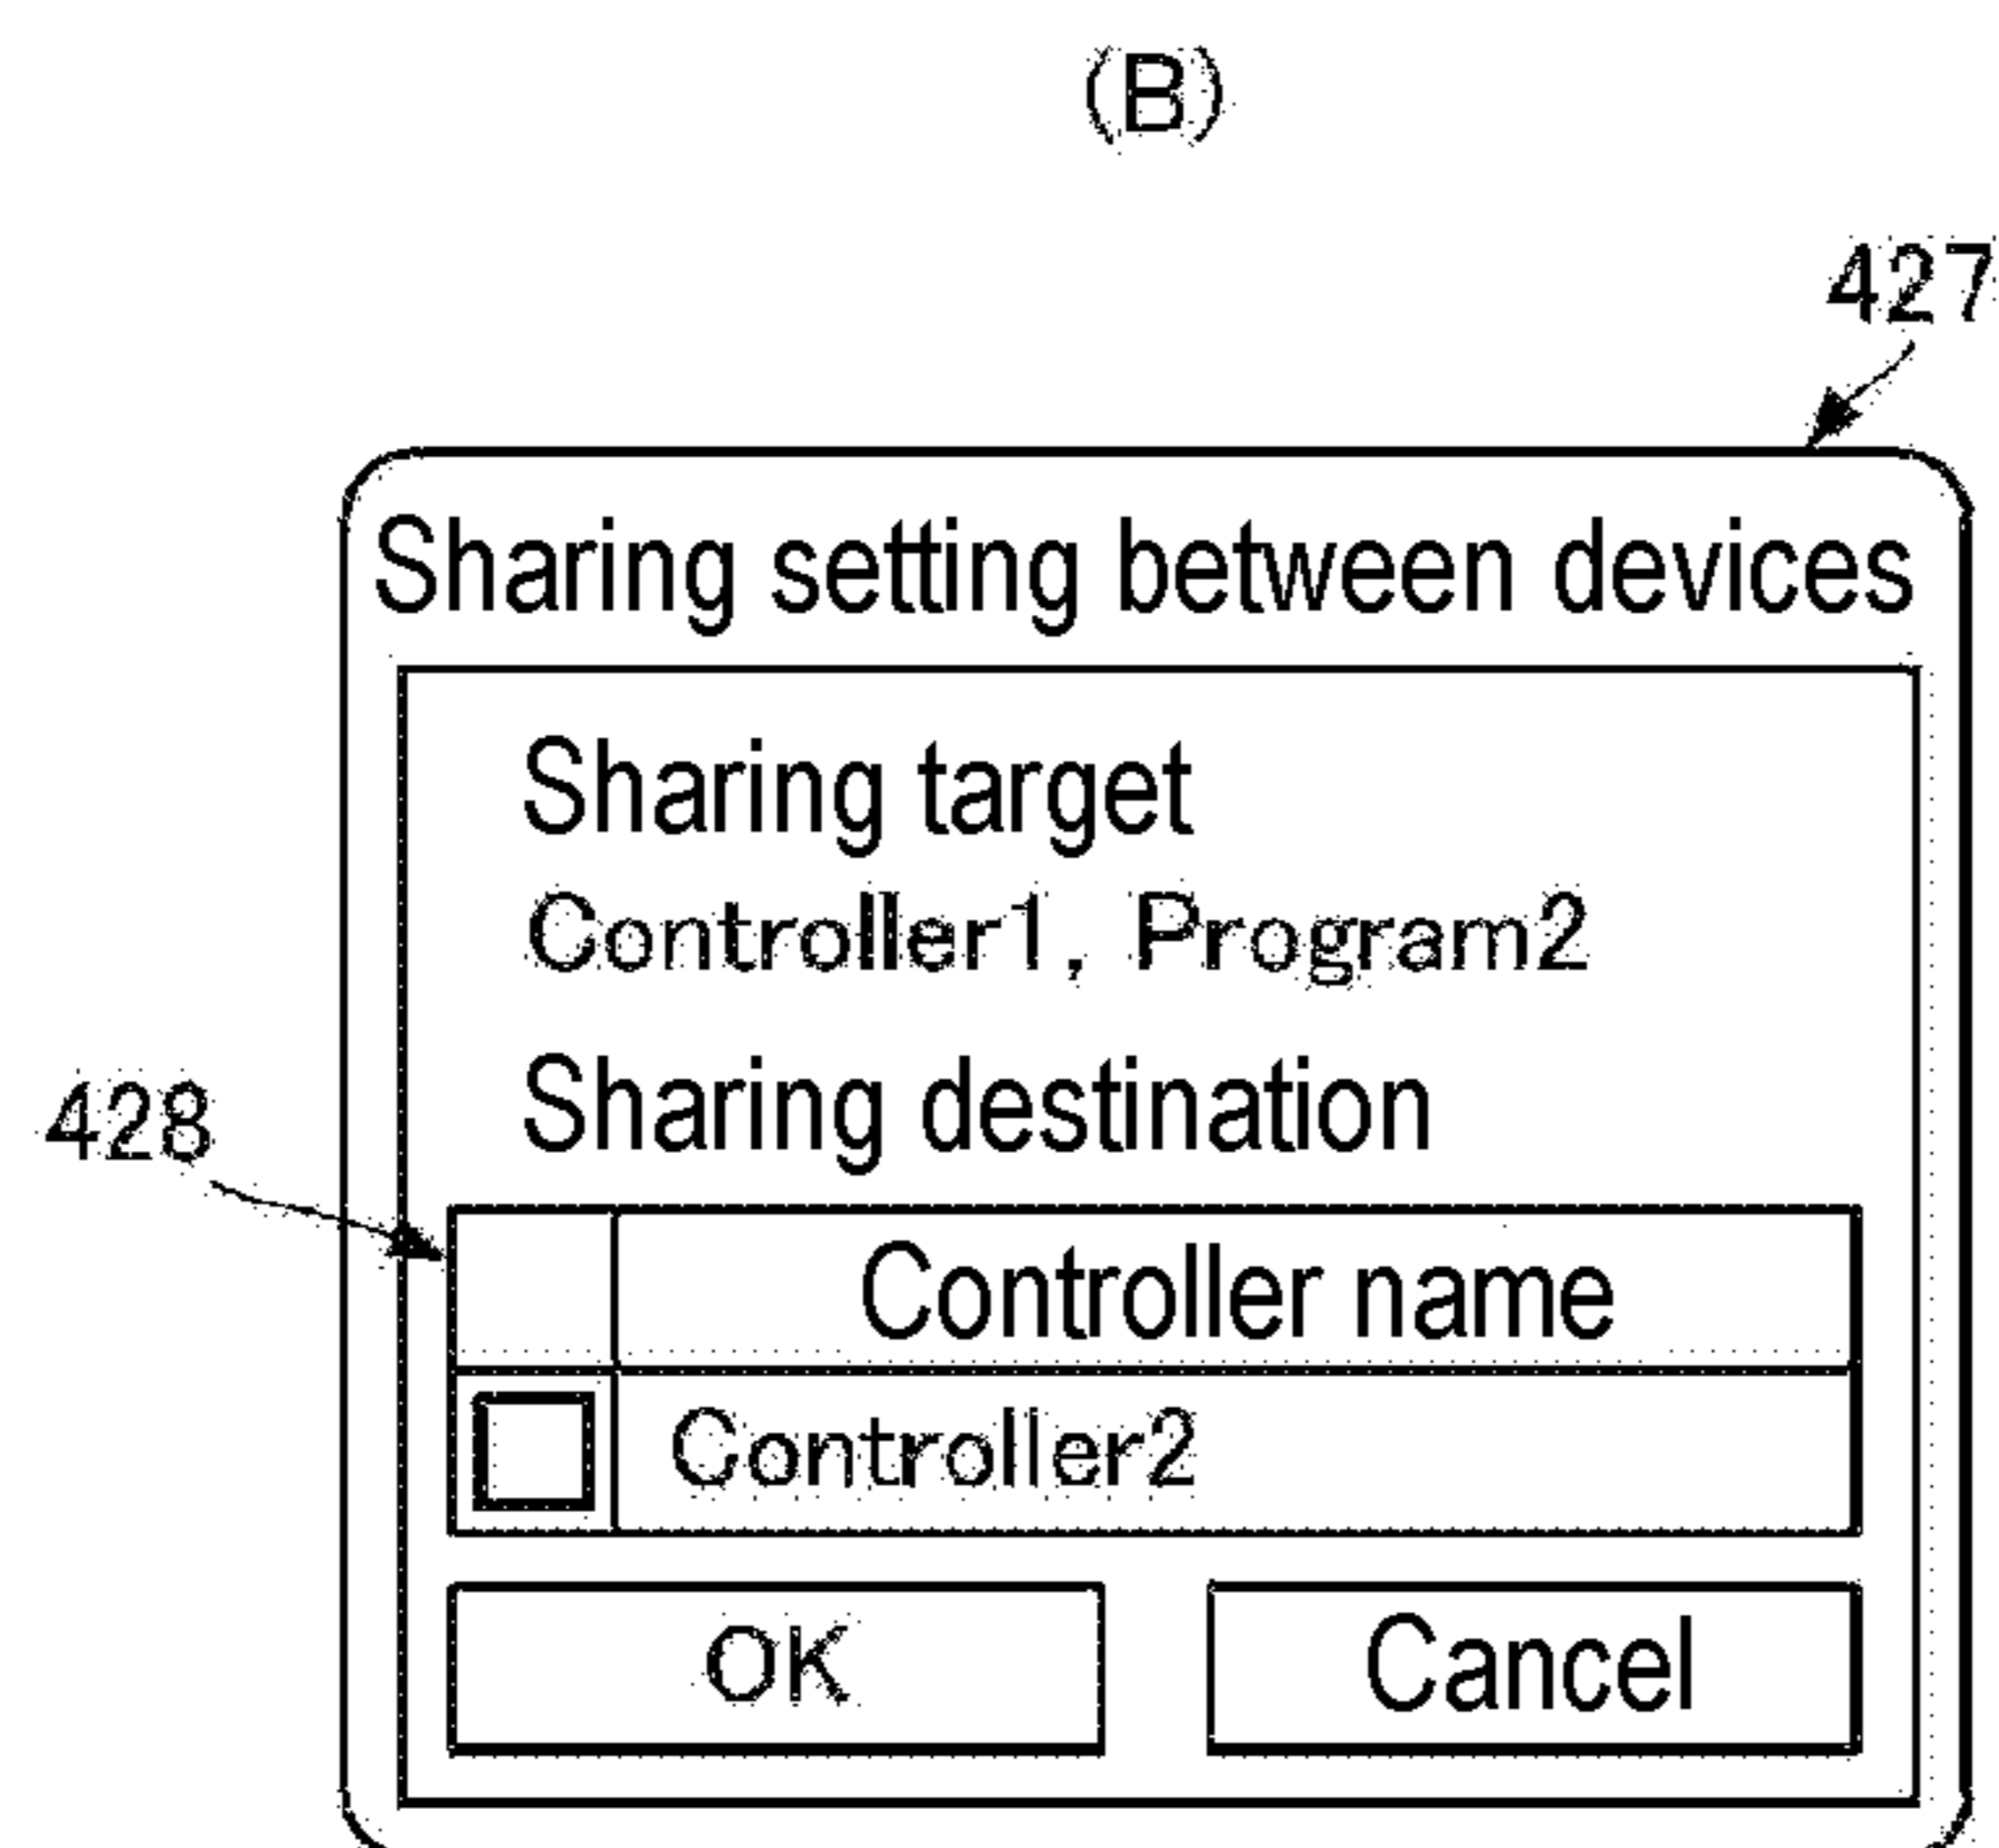 (B)
427
Sharing setting between devices
Sharing target
Controller1, Program2
Sharing destination
428
Controller name
Controller2
OK
Cancel